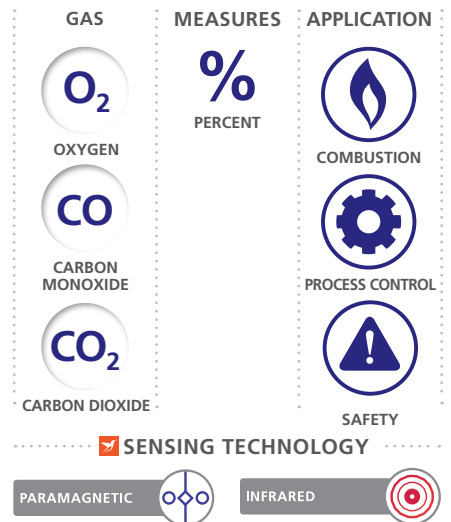 GAS
MEASURES
APPLICATION
O₂
OXYGEN
CO
CARBON
MONOXIDE
CO₂
CARBON DIOXIDE
%
PERCENT
COMBUSTION
PROCESS CONTROL
!
SAFETY
SENSING TECHNOLOGY
PARAMAGNETIC
INFRARED